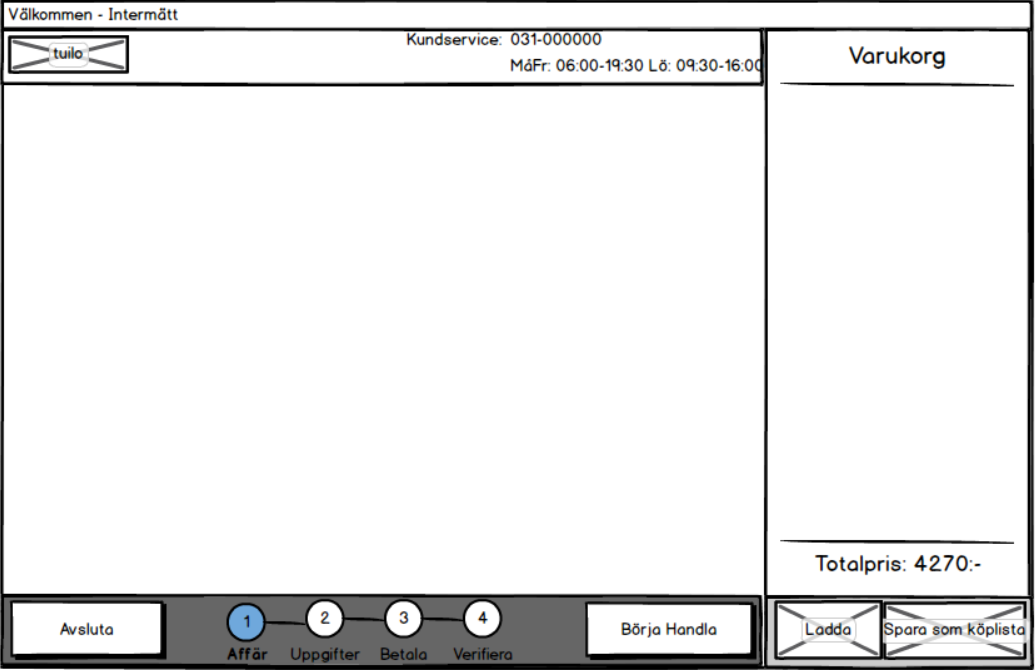 Välkommen - Intermätt
tuilo
Kundservice: 031-000000
MåFr: 06:00-19:30 Lö: 09:30-16:00
Varukorg
Totalpris: 4270:-
Avsluta
1
2
3
4
Affär
Uppgifter
Betala
Verifiera
Börja Handla
Ladda
Spara som köplista